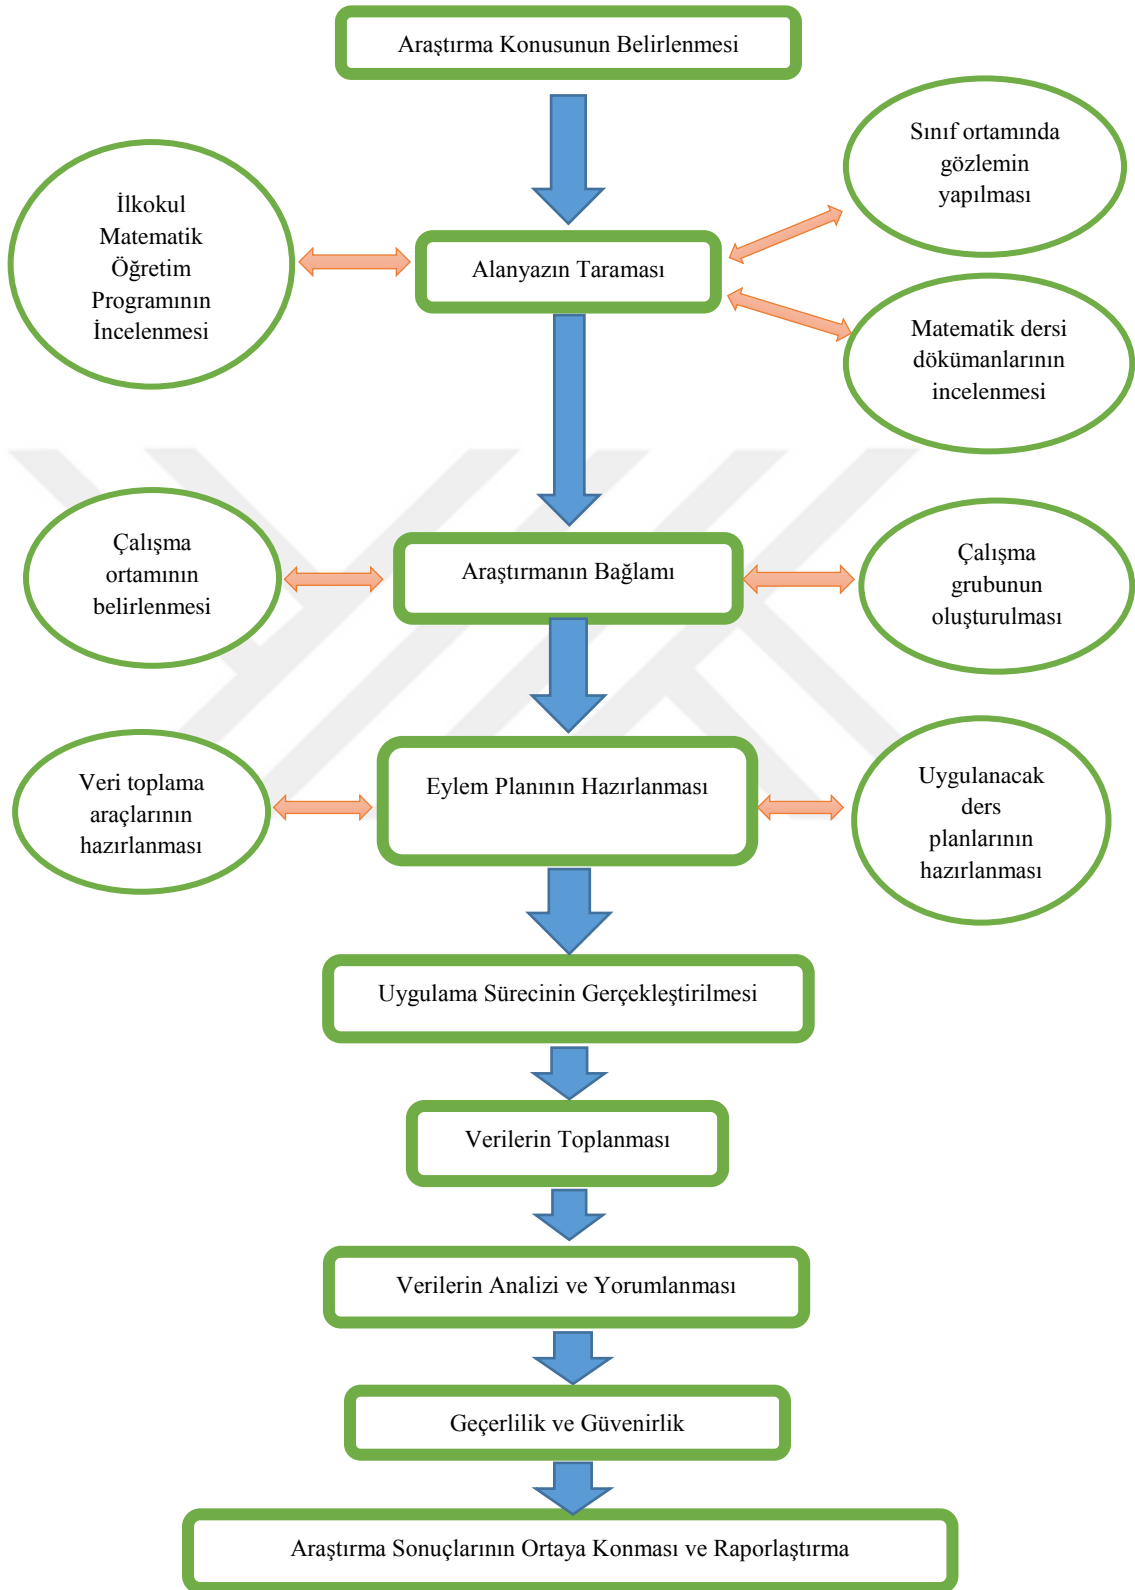 Araştırma Konusunun Belirlenmesi
Sınıf ortamında
gözlemin
yapılması
İlkokul
Matematik
Öğretim
Programının
İncelenmesi
Alanyazın Taraması
Matematik dersi
dökümanlarının
incelenmesi
Çalışma
ortamının
belirlenmesi
Araştırmanın Bağlamı
Çalışma
grubunun
oluşturulması
Veri toplama
araçlarının
hazırlanması
Eylem Planının Hazırlanması
Uygulanacak
ders
planlarının
hazırlanması
Uygulama Sürecinin Gerçekleştirilmesi
Verilerin Toplanması
Verilerin Analizi ve Yorumlanması
Geçerlilik ve Güvenirlik
Araştırma Sonuçlarının Ortaya Konması ve Raporlaştırma